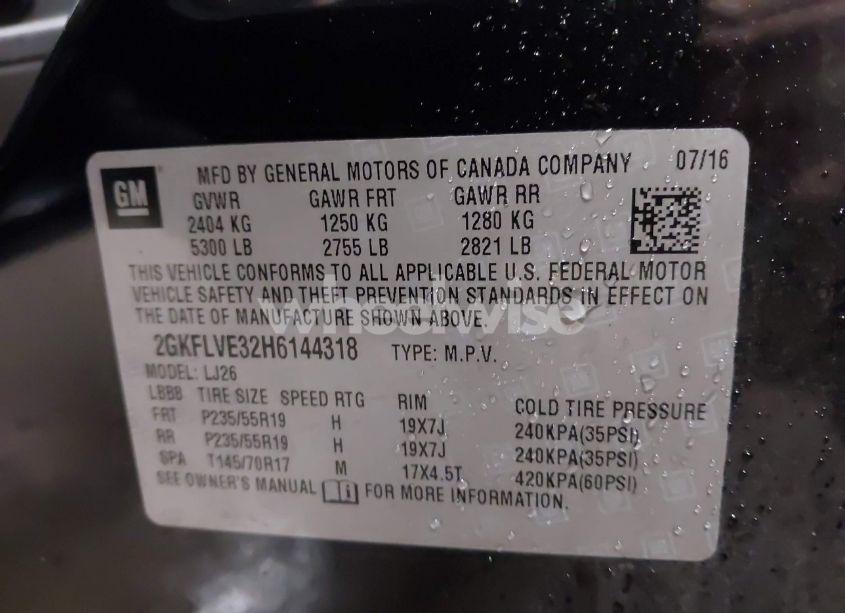 GM
MFD BY GENERAL MOTORS OF CANADA COMPANY 07/16
GVWR GAWR FRT GAWR RR
2404 KG 1250 KG 1280 KG
5300 LB 2755 LB 2821 LB
THIS VEHICLE CONFORMS TO ALL APPLICABLE U.S. FEDERAL MOTOR
VEHICLE SAFETY AND THEFT PREVENTION STANDARDS IN EFFECT ON
THE DATE OF MANUFACTURE SHOWN ABOVE.
2GKFLVE32H6144318 TYPE: M.P.V.
MODEL: LJ26
LBBB TIRE SIZE SPEED RTG RIM COLD TIRE PRESSURE
FRT P235/55R19 H 19X7J 240KPA(35PSI)
RR P235/55R19 H 19X7J 240KPA(35PSI)
SPA T145/70R17 M 17X4.5T 420KPA(60PSI)
SEE OWNER'S MANUAL FOR MORE INFORMATION.